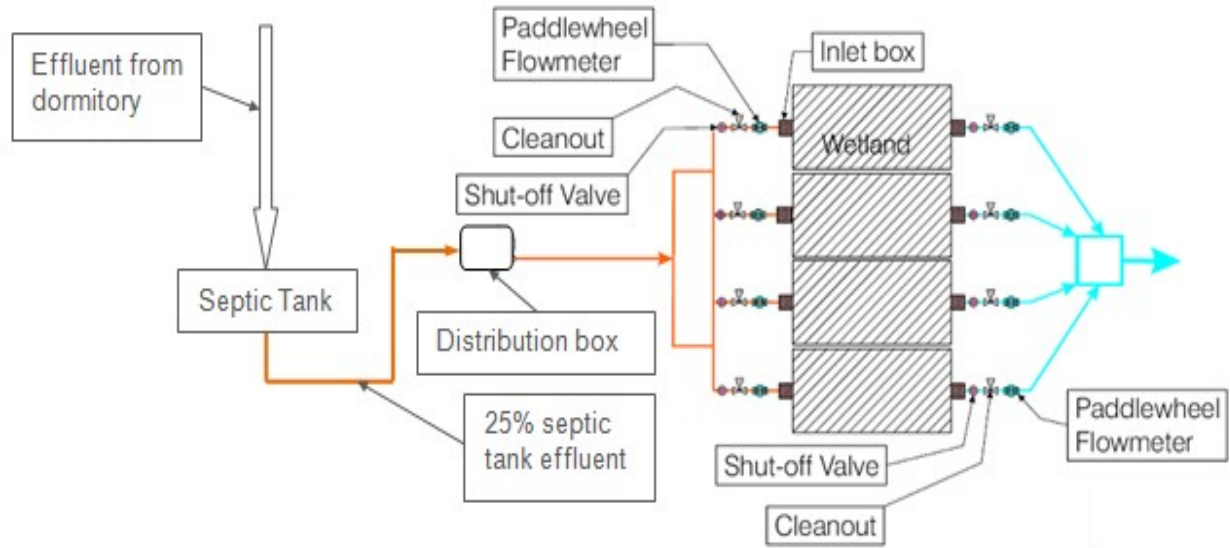 Paddlewheel
Flowmeter
Inlet box
Effluent from
dormitory
Cleanout
Wetland
Shut-off Valve
Septic Tank
Distribution box
25% septic
tank effluent
Paddlewheel
Flowmeter
Shut-off Valve
Cleanout